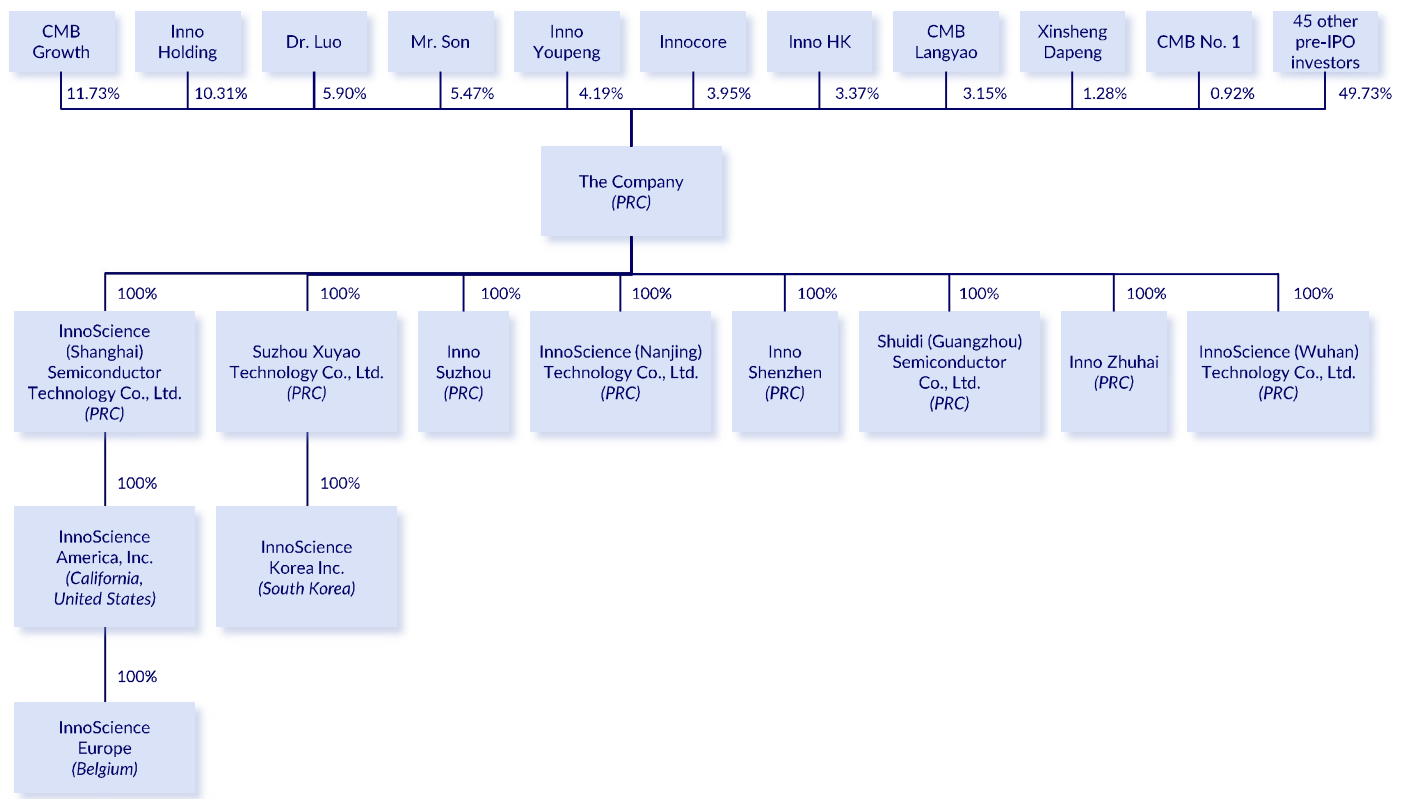 CMB
Growth
Inno
Holding
Dr. Luo
Mr. Son
Inno
Youpeng
Innocore
Inno HK
CMB
Langyao
Xinsheng
Dapeng
CMB No. 1
45 other
pre-IPO
investors
11.73%
10.31%
5.90%
5.47%
4.19%
3.95%
3.37%
3.15%
1.28%
0.92%
49.73%
The Company
(PRC)
100%
100%
100%
100%
100%
100%
100%
100%
InnoScience
(Shanghai)
Semiconductor
Technology Co., Ltd.
(PRC)
Suzhou Xuyao
Technology Co., Ltd.
(PRC)
Inno
Suzhou
(PRC)
InnoScience (Nanjing)
Technology Co., Ltd.
(PRC)
Inno
Shenzhen
(PRC)
Shuidi (Guangzhou)
Semiconductor
Co., Ltd.
(PRC)
Inno Zhuhai
(PRC)
InnoScience (Wuhan)
Technology Co., Ltd.
(PRC)
100%
100%
InnoScience
America, Inc.
(California,
United States)
InnoScience
Korea Inc.
(South Korea)
100%
InnoScience
Europe
(Belgium)